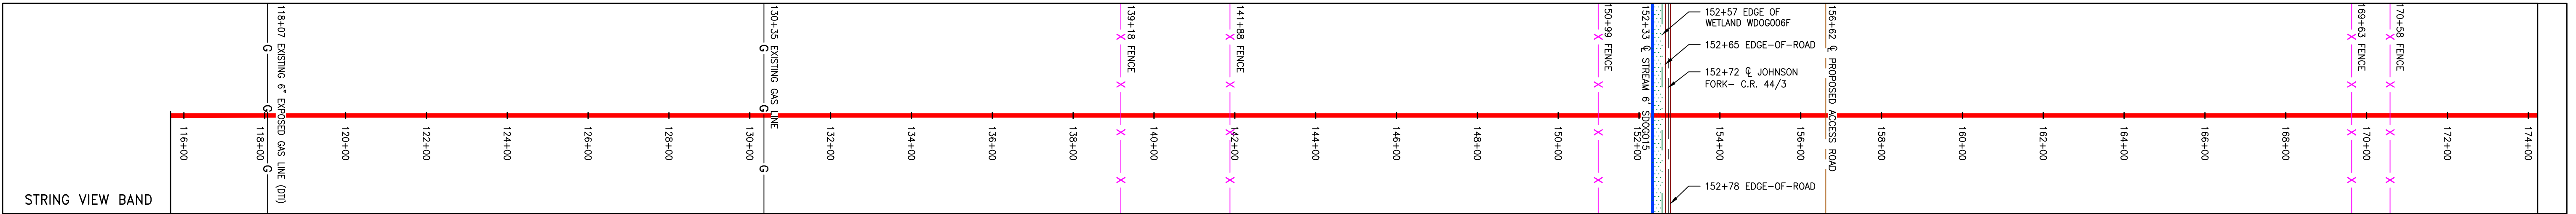 118+07 EXISTING 6" EXPOSED GAS LINE (DTI)
G
G
G
130+35 EXISTING GAS LINE
G
G
G
139+18 FENCE
141+88 FENCE
150+99 FENCE
152+33 ℄ STREAM 6' SDOG015
152+57 EDGE OF
WETLAND WDOG006F
152+65 EDGE-OF-ROAD
152+72 ℄ JOHNSON
FORK- C.R. 44/3
152+78 EDGE-OF-ROAD
156+62 ℄ PROPOSED ACCESS ROAD
169+63 FENCE
170+58 FENCE
116+00
118+00
120+00
122+00
124+00
126+00
128+00
130+00
132+00
134+00
136+00
138+00
140+00
142+00
144+00
146+00
148+00
150+00
152+00
154+00
156+00
158+00
160+00
162+00
164+00
166+00
168+00
170+00
172+00
174+00
STRING VIEW BAND